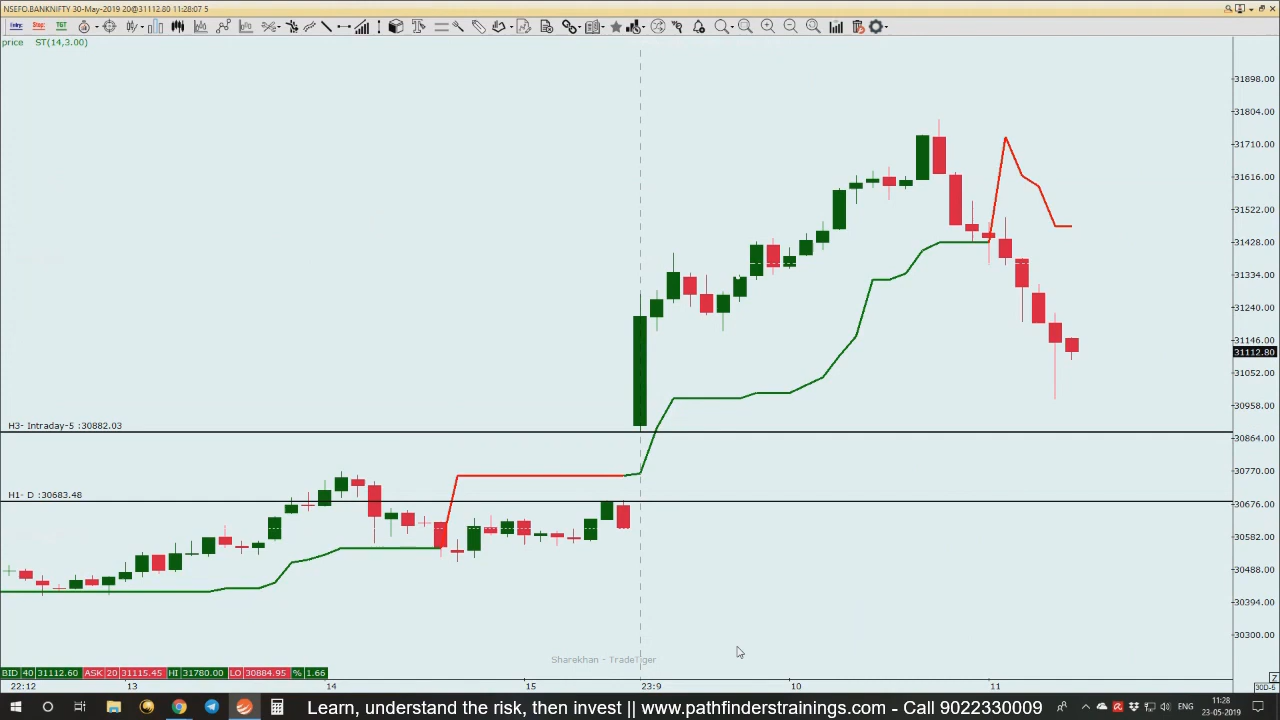 NSEFO.BANKNIFTY 30-May-2019 20@31112.80 11:28:07 5
price ST(14,3.00)
31898.00
31804.00
31710.00
31616.00
31522.00
31428.00
31334.00
31240.00
31146.00
31112.80
31052.00
30958.00
H3- Intraday-5 :30882.03
30864.00
30770.00
H1- D :30683.48
30676.00
30582.00
30488.00
30394.00
30300.00
Sharekhan - TradeTiger
BID 40 31112.60 ASK 20 31115.45 HI 31780.00 LO 30884.95 % 1.66
22:12 13 14 15 23:9 10 11 30D-5
Learn, understand the risk, then invest || www.pathfinderstrainings.com - Call 9022330009
ENG
11:28
23-05-2019